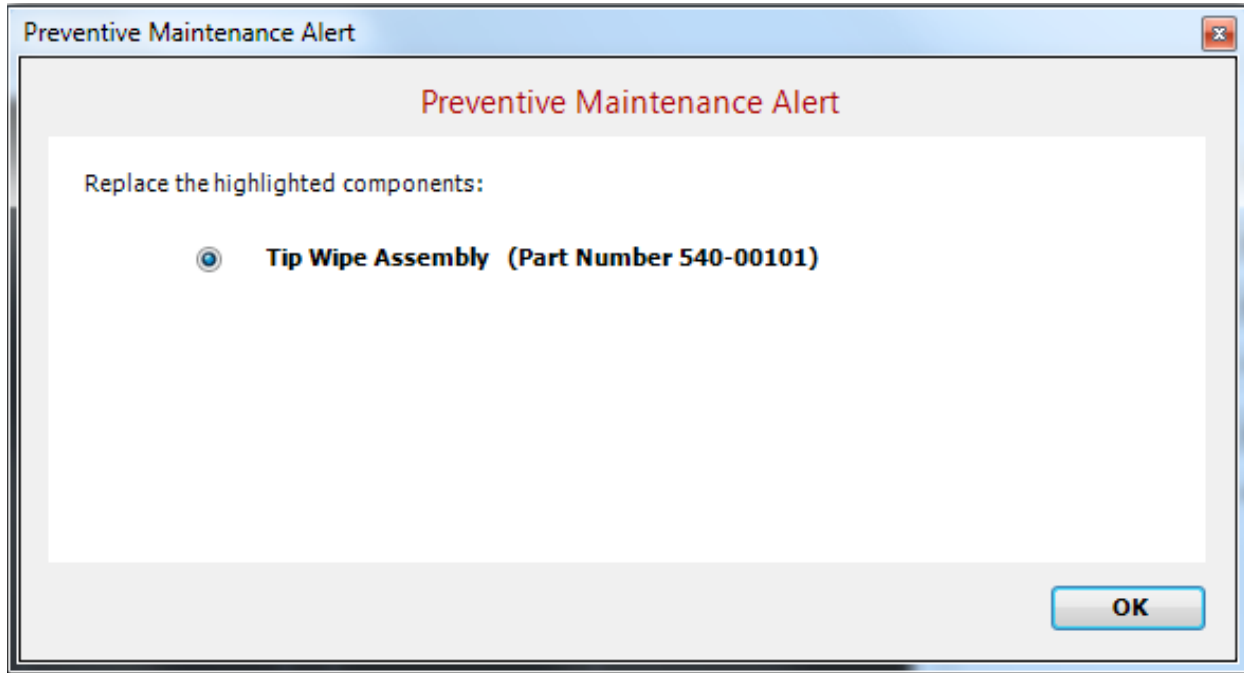 Preventive Maintenance Alert
Preventive Maintenance Alert
Replace the highlighted components:
Tip Wipe Assembly (Part Number 540-00101)
OK